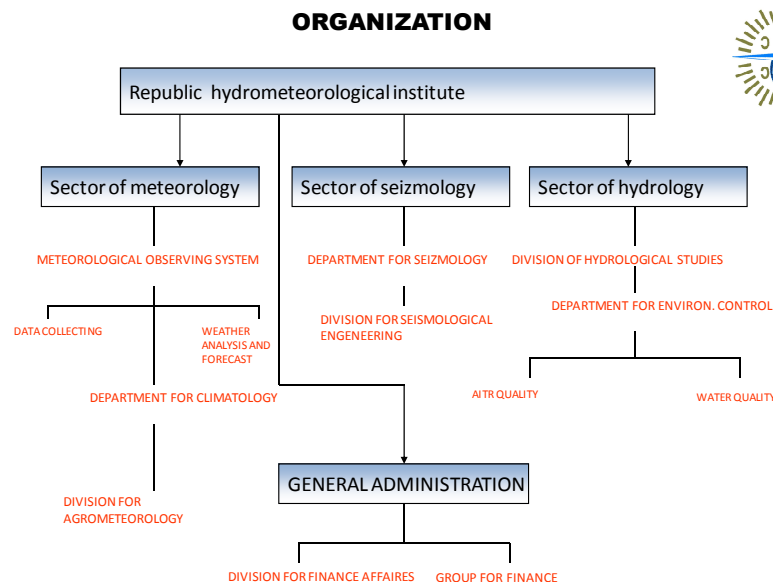 ORGANIZATION
Republic hydrometeorological institute
Sector of meteorology
Sector of seizmology
Sector of hydrology
METEOROLOGICAL OBSERVING SYSTEM
DEPARTMENT FOR SEIZMOLOGY
DIVISION OF HYDROLOGICAL STUDIES
DATA COLLECTING
WEATHER
ANALYSIS AND
FORECAST
DIVISION FOR SEISMOLOGICAL
ENGENEERING
DEPARTMENT FOR ENVIRON. CONTROL
DEPARTMENT FOR CLIMATOLOGY
AITR QUALITY
WATER QUALITY
DIVISION FOR
AGROMETEOROLOGY
GENERAL ADMINISTRATION
DIVISION FOR FINANCE AFFAIRES
GROUP FOR FINANCE